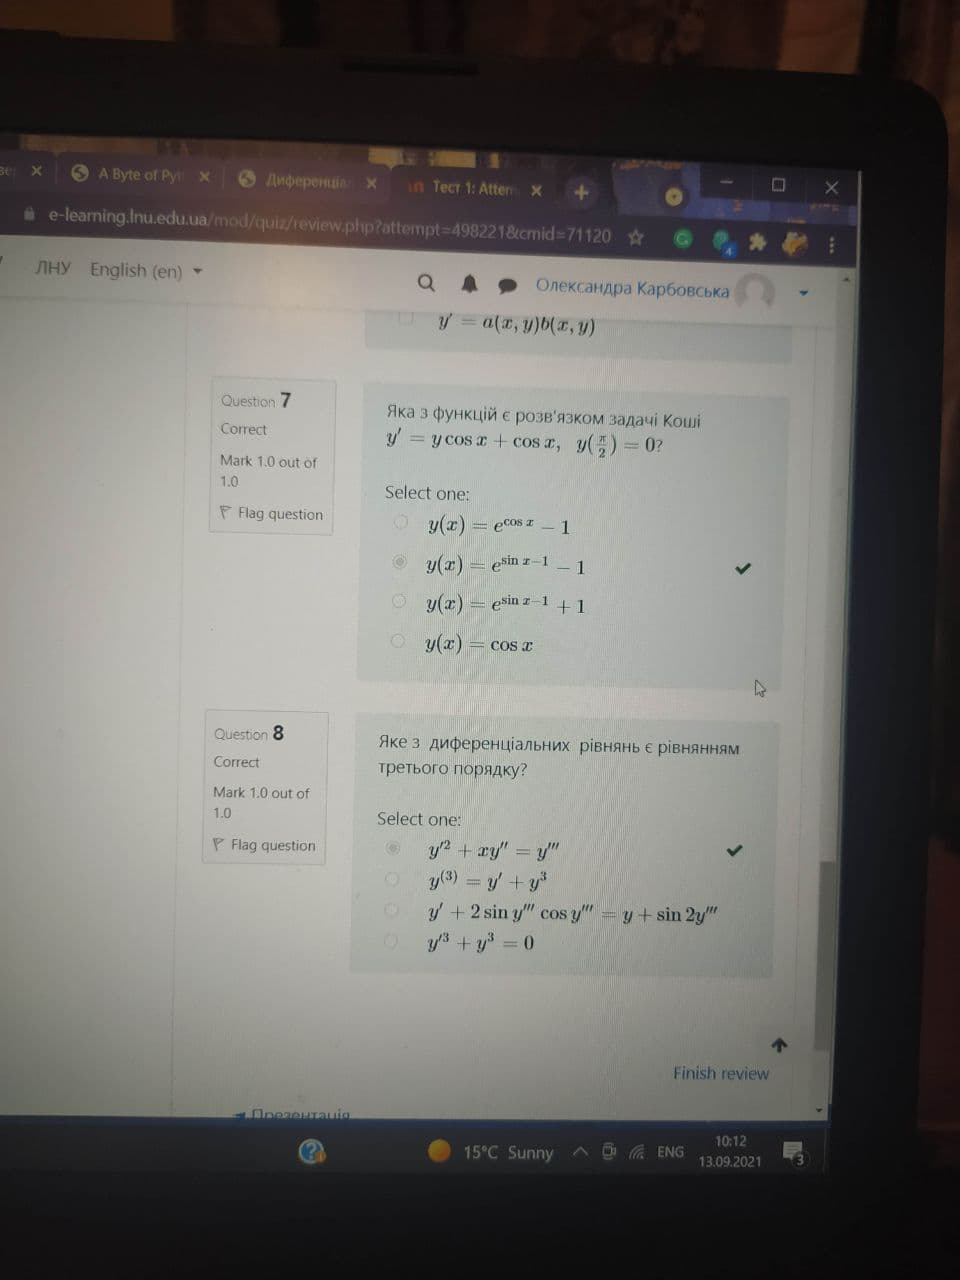 A Byte of Pyt
Диференціа
Тест 1: Attem
e-learning.lnu.edu.ua/mod/quiz/review.php?attempt=498221&cmid=71120
ЛНУ English (en)
Олександра Карбовська
y′ = a(x, y)b(x, y)
Question 7
Correct
Mark 1.0 out of
1.0
Flag question
Яка з функцій є розв'язком задачі Коші
y′ = y cos x + cos x, y(π/2) = 0?
Select one:
y(x) = e^{cos x} − 1
y(x) = e^{sin x−1} − 1
y(x) = e^{sin x−1} + 1
y(x) = cos x
Question 8
Correct
Mark 1.0 out of
1.0
Flag question
Яке з диференціальних рівнянь є рівнянням
третього порядку?
Select one:
y′² + xy″ = y‴
y⁽³⁾ = y′ + y³
y′ + 2 sin y‴ cos y‴ = y + sin 2y‴
y′³ + y³ = 0
Finish review
Презентація
15°C Sunny
ENG
10:12
13.09.2021
3